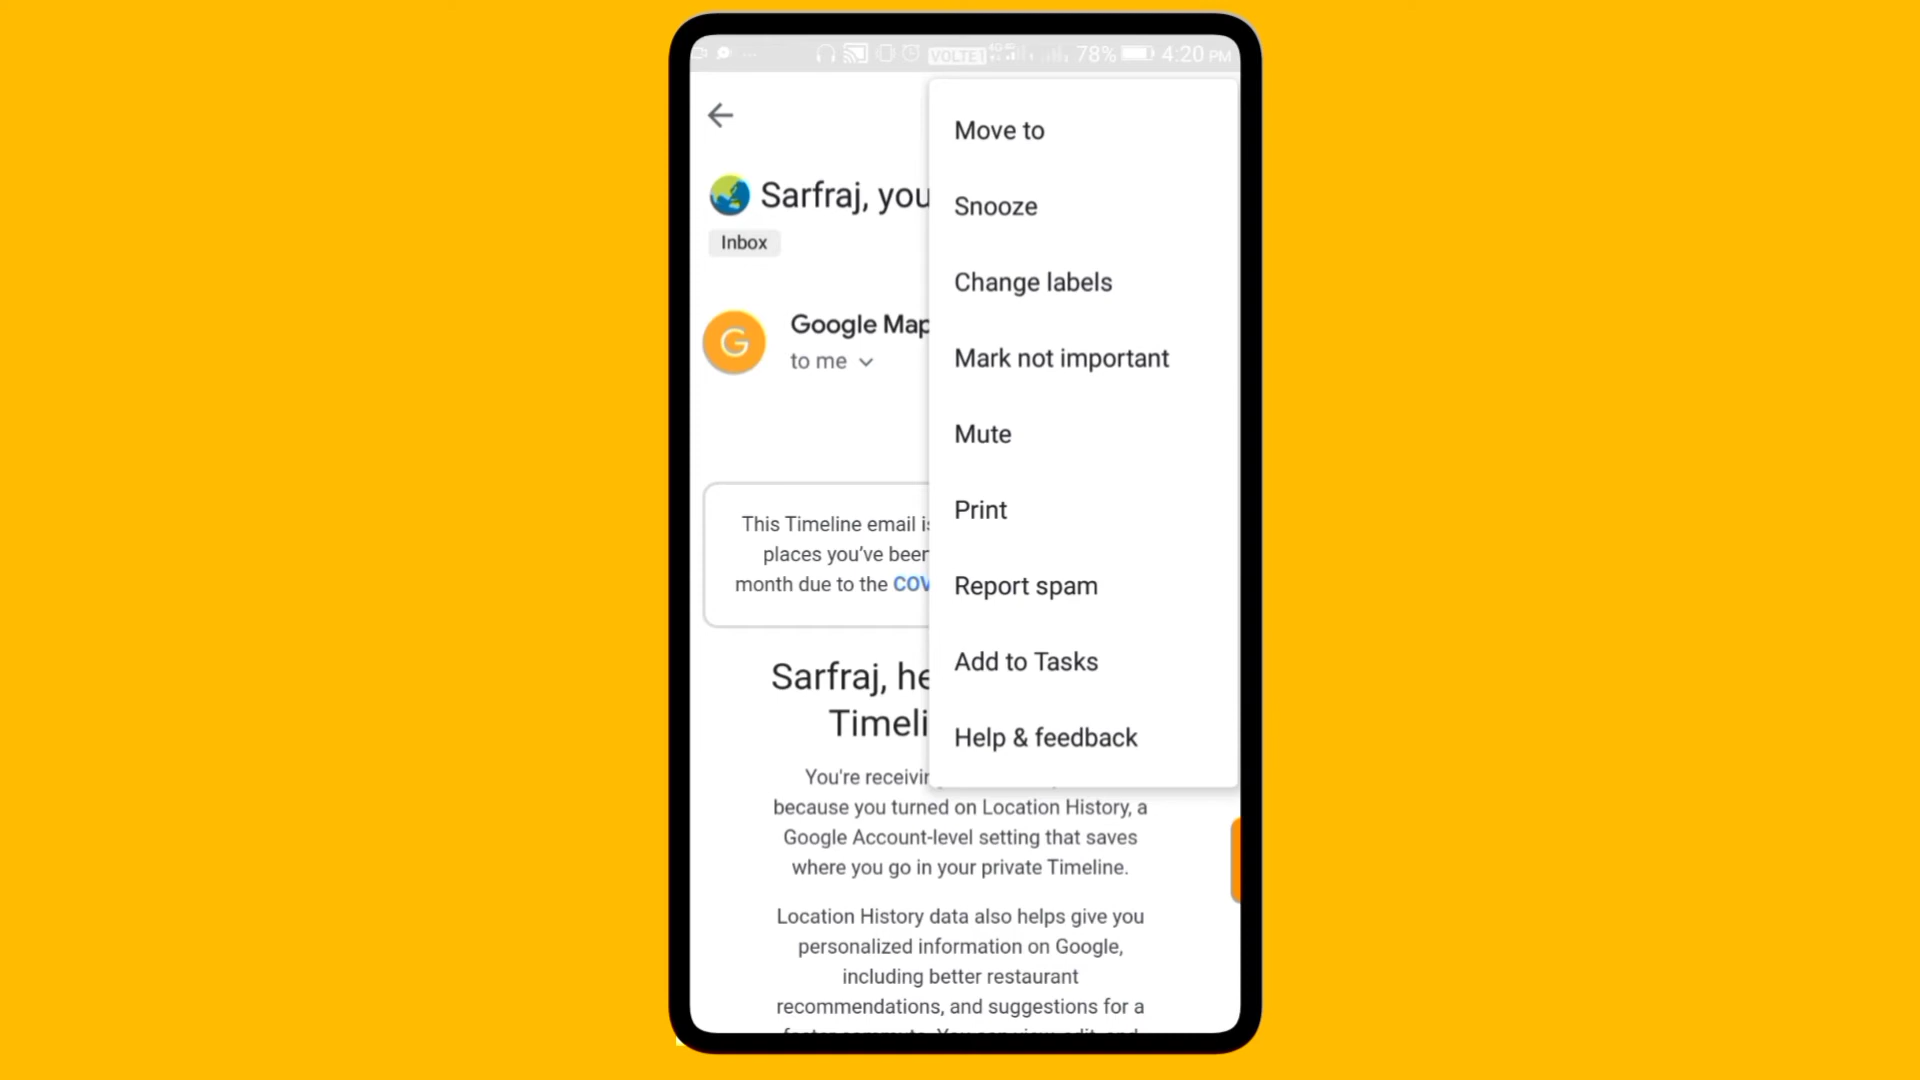 VOLTE1 78% 4:20 PM
Move to
Snooze
Change labels
Mark not important
Mute
Print
Report spam
Add to Tasks
Help & feedback
Sarfraj, you
Inbox
G
Google Map
to me
This Timeline email
places you've been
month due to the COV
Sarfraj, he
Timeli
You're
because you turned on Location History, a
Google Account-level setting that saves
where you go in your private Timeline.
Location History data also helps give you
personalized information on Google,
including better restaurant
recommendations, and suggestions for a